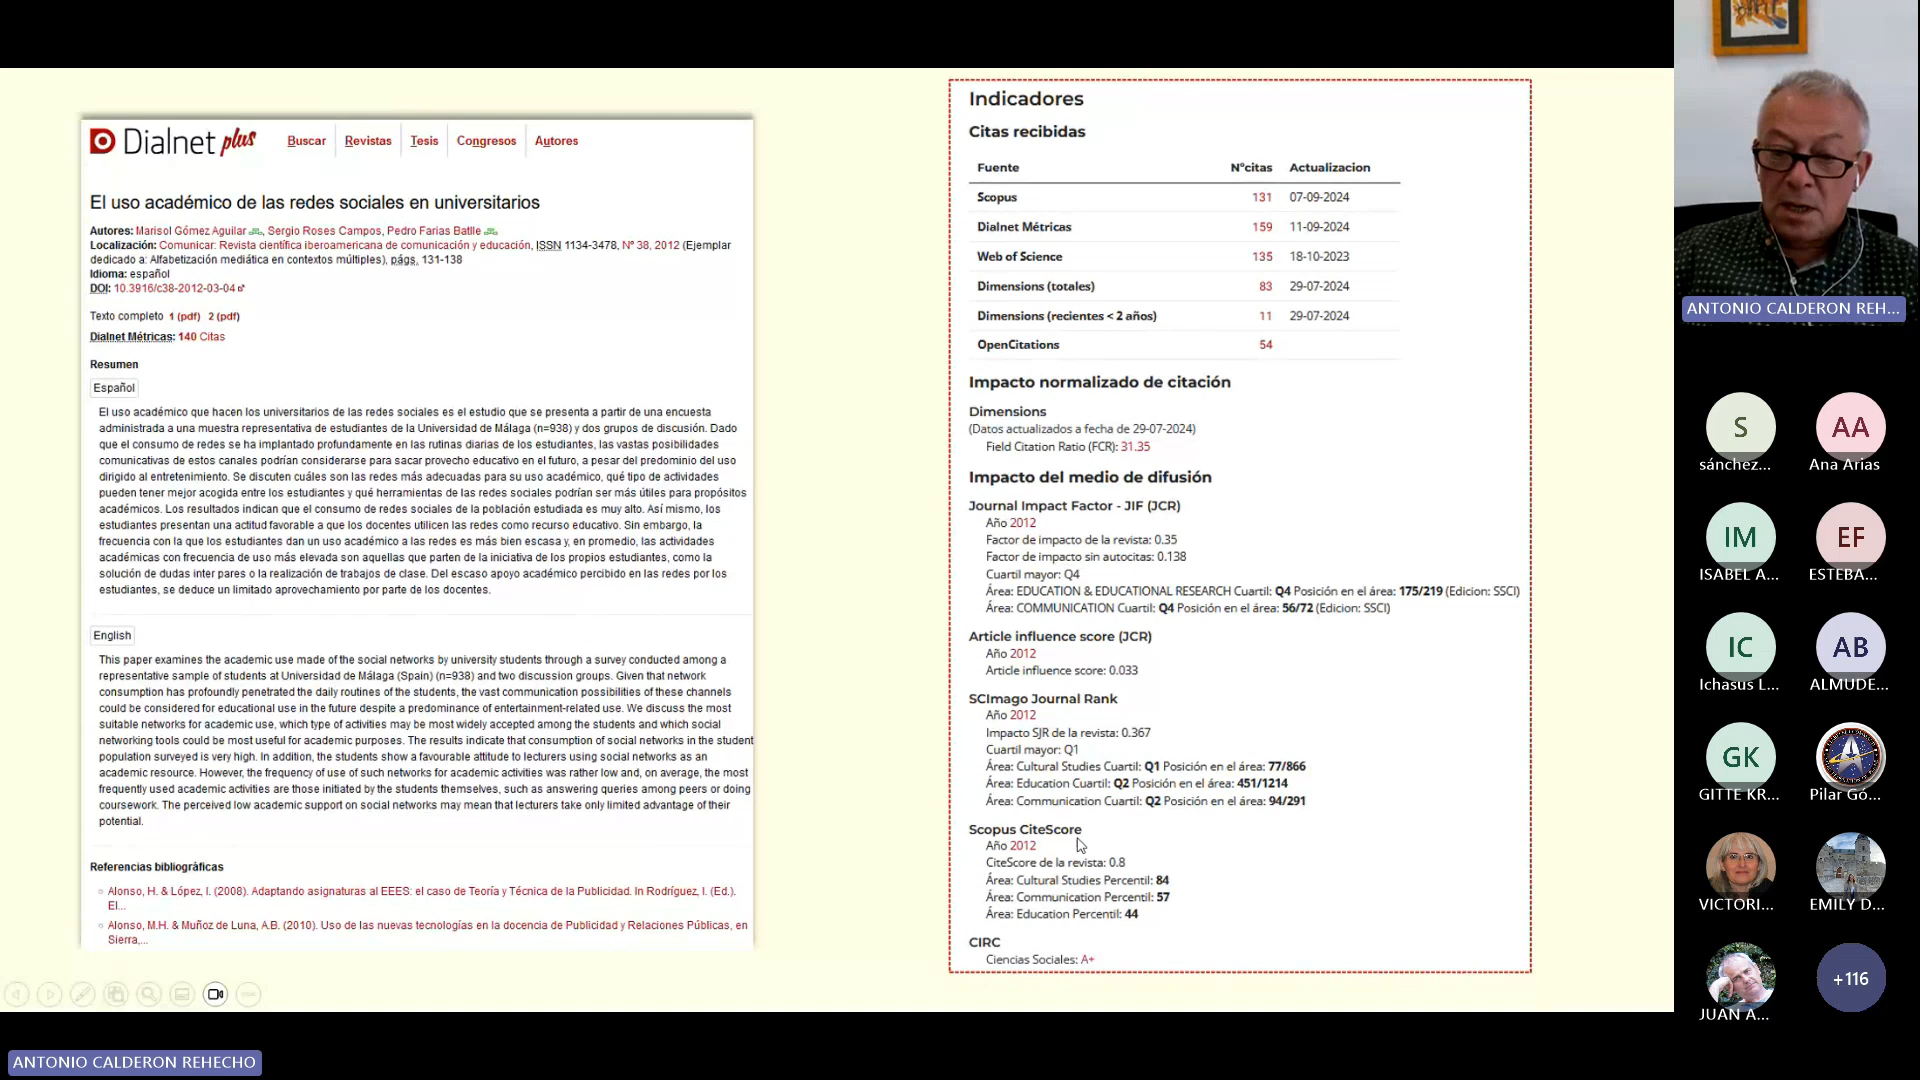 Dialnet plus
Buscar
Revistas
Tesis
Congresos
Autores
El uso académico de las redes sociales en universitarios
Autores: Marisol Gómez Aguilar, Sergio Roses Campos, Pedro Farias Batlle
Localización: Comunicar: Revista científica iberoamericana de comunicación y educación, ISSN 1134-3478, Nº 38, 2012 (Ejemplar
dedicado a: Alfabetización mediática en contextos múltiples), págs. 131-138
Idioma: español
DOI: 10.3916/c38-2012-03-04
Texto completo 1 (pdf) 2 (pdf)
Dialnet Métricas: 140 Citas
Resumen
Español
El uso académico que hacen los universitarios de las redes sociales es el estudio que se presenta a partir de una encuesta
administrada a una muestra representativa de estudiantes de la Universidad de Málaga (n=938) y dos grupos de discusión. Dado
que el consumo de redes se ha implantado profundamente en las rutinas diarias de los estudiantes, las vastas posibilidades
comunicativas de estos canales podrían considerarse para sacar provecho educativo en el futuro, a pesar del predominio del uso
dirigido al entretenimiento. Se discuten cuáles son las redes más adecuadas para su uso académico, qué tipo de actividades
pueden tener mejor acogida entre los estudiantes y qué herramientas de las redes sociales podrían ser más útiles para propósitos
académicos. Los resultados indican que el consumo de redes sociales de la población estudiada es muy alto. Así mismo, los
estudiantes presentan una actitud favorable a que los docentes utilicen las redes como recurso educativo. Sin embargo, la
frecuencia con la que los estudiantes dan un uso académico a las redes es más bien escasa y, en promedio, las actividades
académicas con frecuencia de uso más elevada son aquellas que parten de la iniciativa de los propios estudiantes, como la
solución de dudas inter pares o la realización de trabajos de clase. Del escaso apoyo académico percibido en las redes por los
estudiantes, se deduce un limitado aprovechamiento por parte de los docentes.
English
This paper examines the academic use made of the social networks by university students through a survey conducted among a
representative sample of students at Universidad de Málaga (Spain) (n=938) and two discussion groups. Given that network
consumption has profoundly penetrated the daily routines of the students, the vast communication possibilities of these channels
could be considered for educational use in the future despite a predominance of entertainment-related use. We discuss the most
suitable networks for academic use, which type of activities may be most widely accepted among the students and which social
networking tools could be most useful for academic purposes. The results indicate that consumption of social networks in the student
population surveyed is very high. In addition, the students show a favourable attitude to lecturers using social networks as an
academic resource. However, the frequency of use of such networks for academic activities was rather low and, on average, the most
frequently used academic activities are those initiated by the students themselves, such as answering queries among peers or doing
coursework. The perceived low academic support on social networks may mean that lecturers take only limited advantage of their
potential.
Referencias bibliográficas
Alonso, H. & López, I. (2008). Adaptando asignaturas al EEES: el caso de Teoría y Técnica de la Publicidad. In Rodríguez, I. (Ed.).
El...
Alonso, M.H. & Muñoz de Luna, A.B. (2010). Uso de las nuevas tecnologías en la docencia de Publicidad y Relaciones Públicas, en
Sierra,...
Indicadores
Citas recibidas
Fuente Nºcitas Actualizacion
Scopus 131 07-09-2024
Dialnet Métricas 159 11-09-2024
Web of Science 135 18-10-2023
Dimensions (totales) 83 29-07-2024
Dimensions (recientes < 2 años) 11 29-07-2024
OpenCitations 54
Impacto normalizado de citación
Dimensions
(Datos actualizados a fecha de 29-07-2024)
Field Citation Ratio (FCR): 31.35
Impacto del medio de difusión
Journal Impact Factor - JIF (JCR)
Año 2012
Factor de impacto de la revista: 0.35
Factor de impacto sin autocitas: 0.138
Cuartil mayor: Q4
Área: EDUCATION & EDUCATIONAL RESEARCH Cuartil: Q4 Posición en el área: 175/219 (Edicion: SSCI)
Área: COMMUNICATION Cuartil: Q4 Posición en el área: 56/72 (Edicion: SSCI)
Article influence score (JCR)
Año 2012
Article influence score: 0.033
SCImago Journal Rank
Año 2012
Impacto SJR de la revista: 0.367
Cuartil mayor: Q1
Área: Cultural Studies Cuartil: Q1 Posición en el área: 77/866
Área: Education Cuartil: Q2 Posición en el área: 451/1214
Área: Communication Cuartil: Q2 Posición en el área: 94/291
Scopus CiteScore
Año 2012
CiteScore de la revista: 0.8
Área: Cultural Studies Percentil: 84
Área: Communication Percentil: 57
Área: Education Percentil: 44
CIRC
Ciencias Sociales: A+
ANTONIO CALDERON REH...
S
sánchez...
AA
Ana Arias
IM
ISABEL A...
EF
ESTEBA...
IC
Ichasus L...
AB
ALMUDE...
GK
GITTE KR...
Pilar Gó...
VICTORI...
EMILY D...
JUAN A...
+116
ANTONIO CALDERON REHECHO